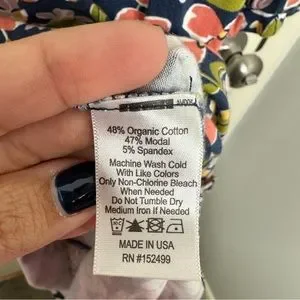 48% Organic Cotton
47% Modal
5% Spandex
Machine Wash Cold
With Like Colors
Only Non-Chlorine Bleach
When Needed
Do Not Tumble Dry
Medium Iron If Needed
MADE IN USA
RN #152499